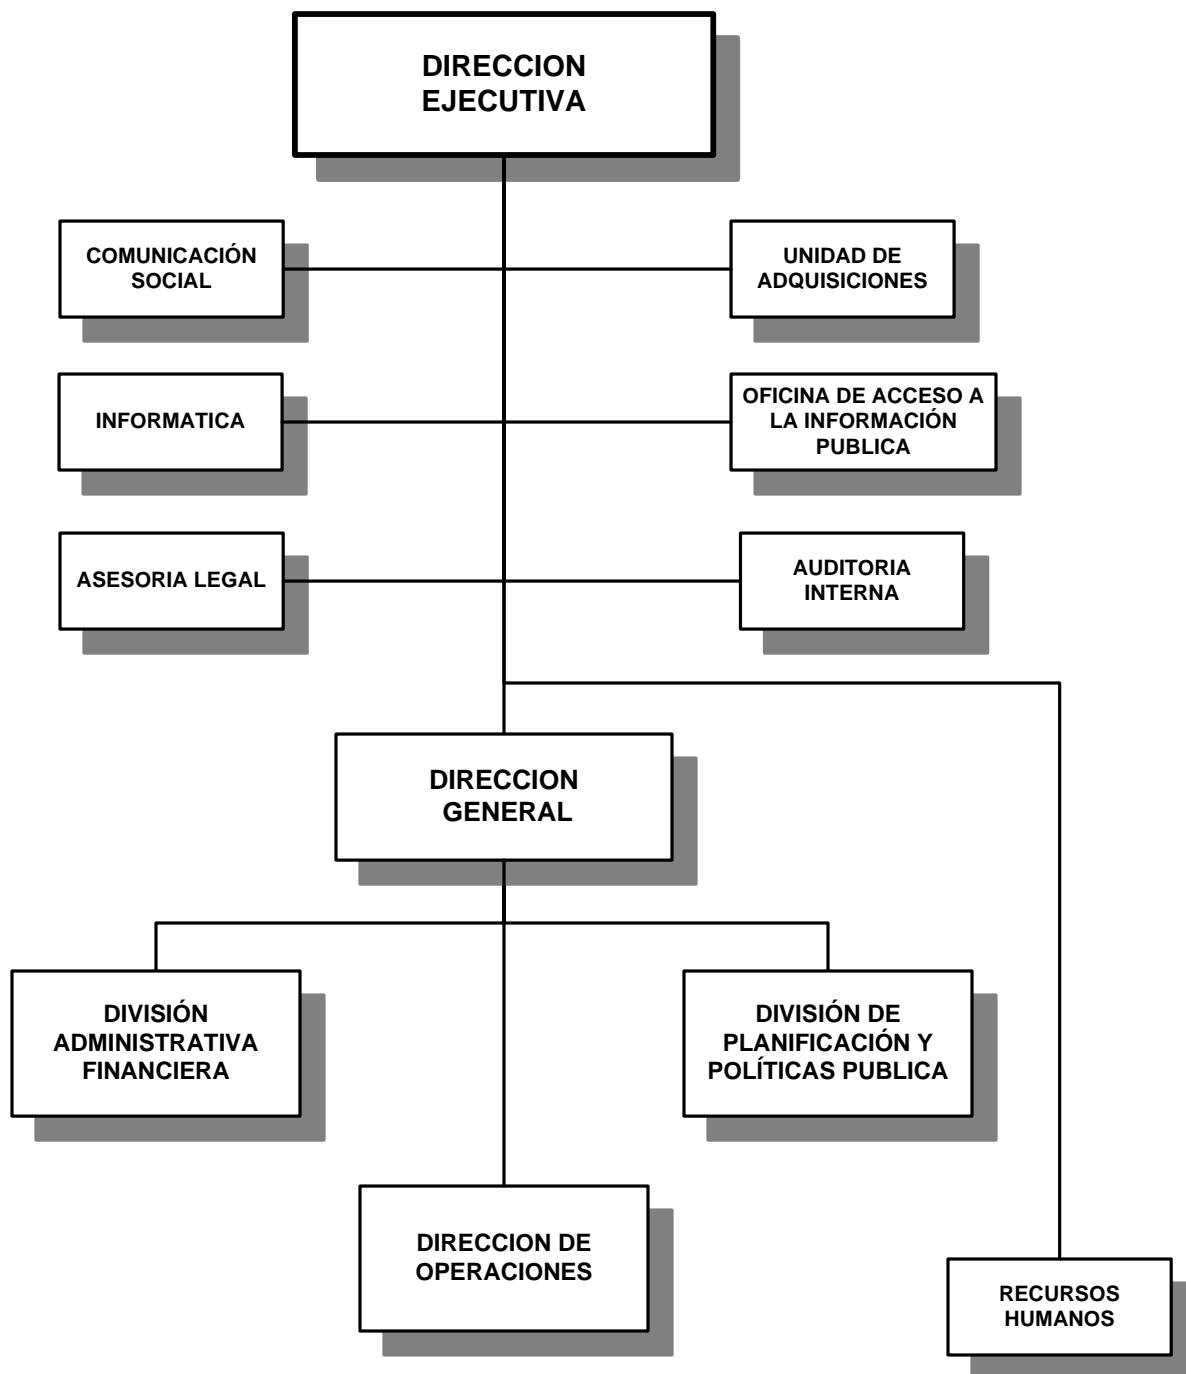 DIRECCION
EJECUTIVA
COMUNICACIÓN
SOCIAL
UNIDAD DE
ADQUISICIONES
INFORMATICA
OFICINA DE ACCESO A
LA INFORMACIÓN
PUBLICA
ASESORIA LEGAL
AUDITORIA
INTERNA
DIRECCION
GENERAL
DIVISIÓN
ADMINISTRATIVA
FINANCIERA
DIVISIÓN DE
PLANIFICACIÓN Y
POLÍTICAS PUBLICA
DIRECCION DE
OPERACIONES
RECURSOS
HUMANOS